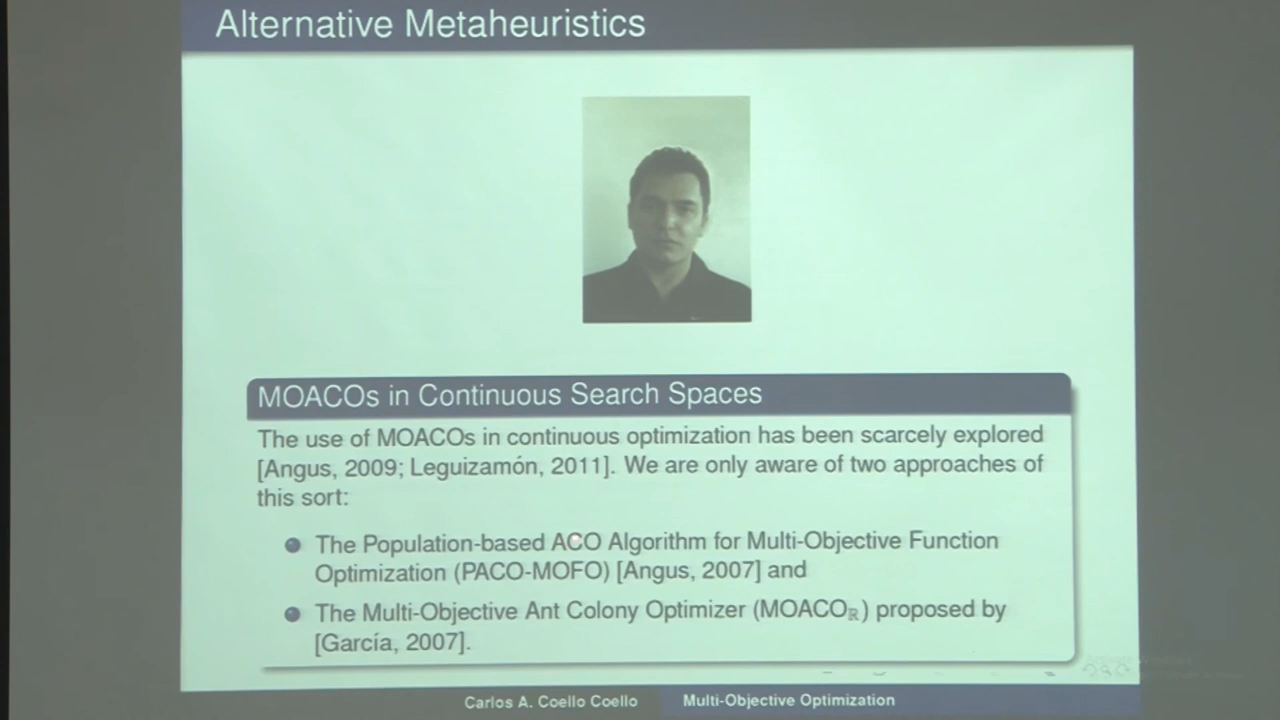 Alternative Metaheuristics
MOACOs in Continuous Search Spaces
The use of MOACOs in continuous optimization has been scarcely explored
[Angus, 2009; Leguizamón, 2011]. We are only aware of two approaches of
this sort:
The Population-based ACO Algorithm for Multi-Objective Function
Optimization (PACO-MOFO) [Angus, 2007] and
The Multi-Objective Ant Colony Optimizer (MOACOℝ) proposed by
[García, 2007].
Carlos A. Coello Coello Multi-Objective Optimization